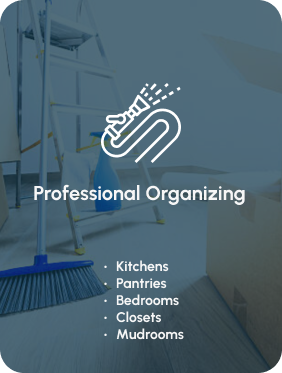 Professional Organizing
· Kitchens
· Pantries
· Bedrooms
· Closets
· Mudrooms